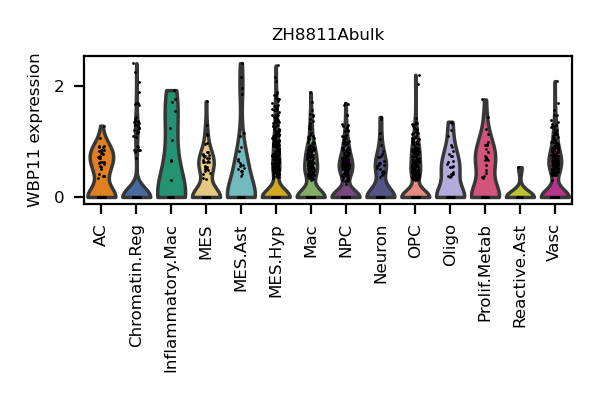 ZH8811Abulk
WBP11 expression
2
0
AC
Chromatin.Reg
Inflammatory.Mac
MES
MES.Ast
MES.Hyp
Mac
NPC
Neuron
OPC
Oligo
Prolif.Metab
Reactive.Ast
Vasc